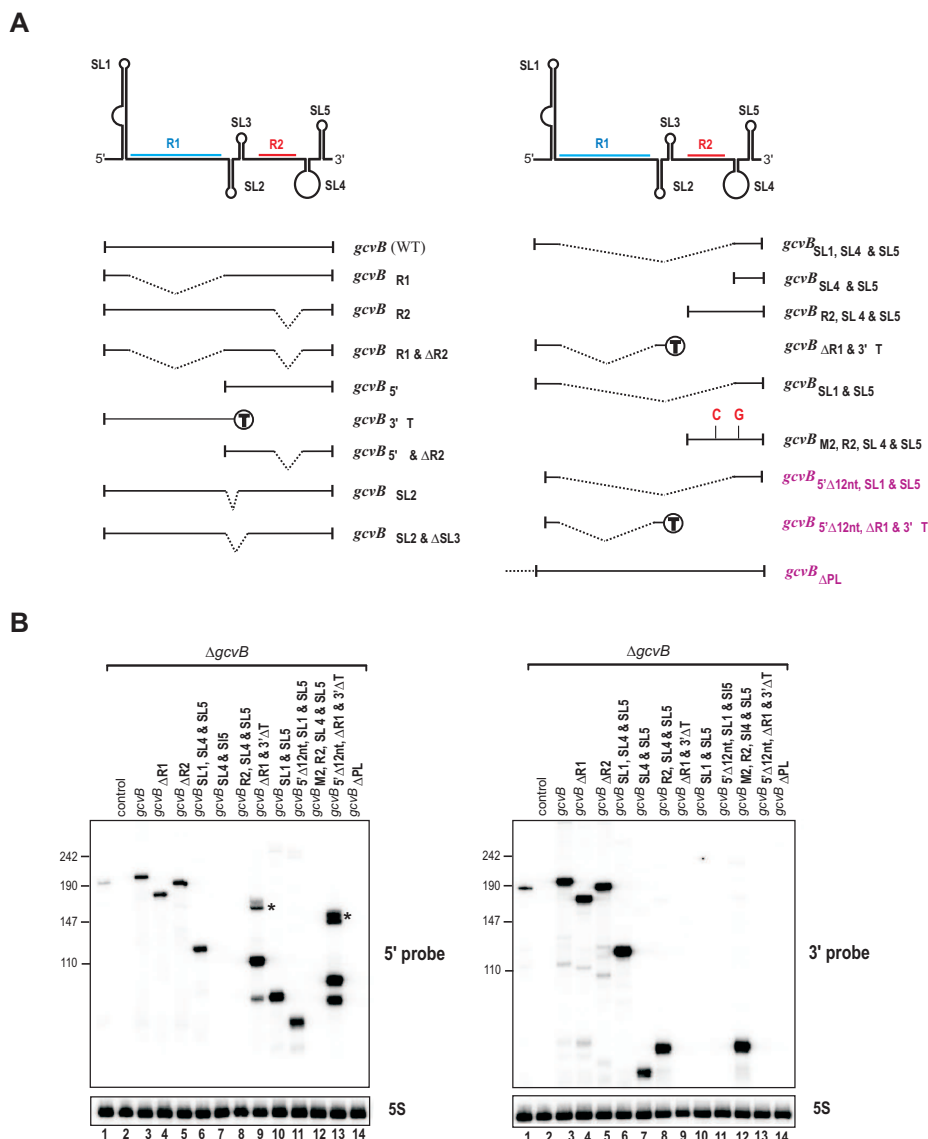 A
SL1
R1
SL3
R2
SL5
5'
3'
SL2
SL4
SL1
R1
SL3
R2
SL5
5'
3'
SL2
SL4
gcvB (WT)
gcvB R1
gcvB R2
gcvB R1 & ΔR2
gcvB 5'
T gcvB 3' T
gcvB 5' & ΔR2
gcvB SL2
gcvB SL2 & ΔSL3
gcvB SL1, SL4 & SL5
gcvB SL4 & SL5
gcvB R2, SL 4 & SL5
T gcvB ΔR1 & 3' T
gcvB SL1 & SL5
C G
gcvB M2, R2, SL 4 & SL5
gcvB 5'Δ12nt, SL1 & SL5
T gcvB 5'Δ12nt, ΔR1 & 3' T
gcvB ΔPL
B
ΔgcvB
control
gcvB
gcvB ΔR1
gcvB ΔR2
gcvB SL1, SL4 & SL5
gcvB SL4 & Sl5
gcvB R2, SL4 & SL5
gcvB ΔR1 & 3'ΔT
gcvB SL1 & SL5
gcvB 5'Δ12nt, SL1 & SL5
gcvB M2, R2, SL4 & SL5
gcvB 5'Δ12nt, ΔR1 & 3'ΔT
gcvB ΔPL
242
190
147
110
*
*
5' probe
5S
1 2 3 4 5 6 7 8 9 10 11 12 13 14
ΔgcvB
control
gcvB
gcvB ΔR1
gcvB ΔR2
gcvB SL1, SL4 & SL5
gcvB SL4 & SL5
gcvB R2, SL4 & SL5
gcvB ΔR1 & 3'ΔT
gcvB SL1 & SL5
gcvB 5'Δ12nt, SL1 & Sl5
gcvB M2, R2, Sl4 & SL5
gcvB 5'Δ12nt, ΔR1 & 3'ΔT
gcvB ΔPL
242
190
147
110
3' probe
5S
1 2 3 4 5 6 7 8 9 10 11 12 13 14